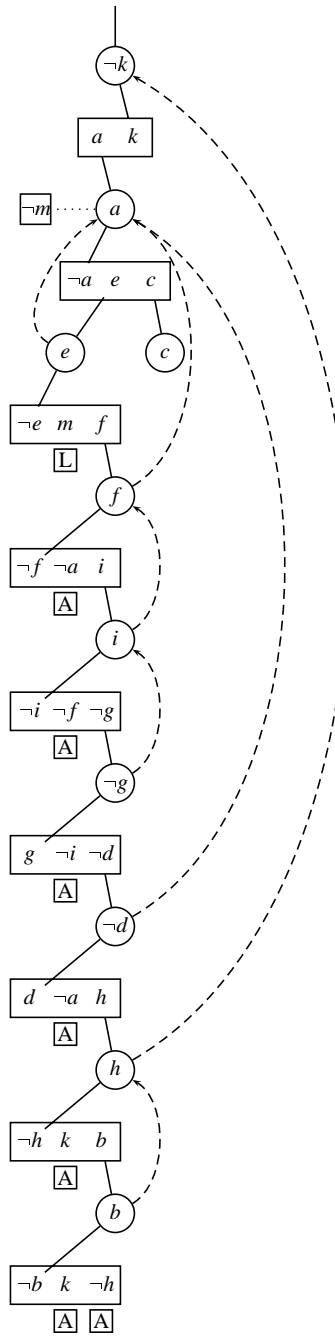 ¬k
a k
¬m a
¬a e c
e c
¬e m f
L
f
¬f ¬a i
A
i
¬i ¬f ¬g
A
¬g
g ¬i ¬d
A
¬d
d ¬a h
A
h
¬h k b
A
b
¬b k ¬h
A A